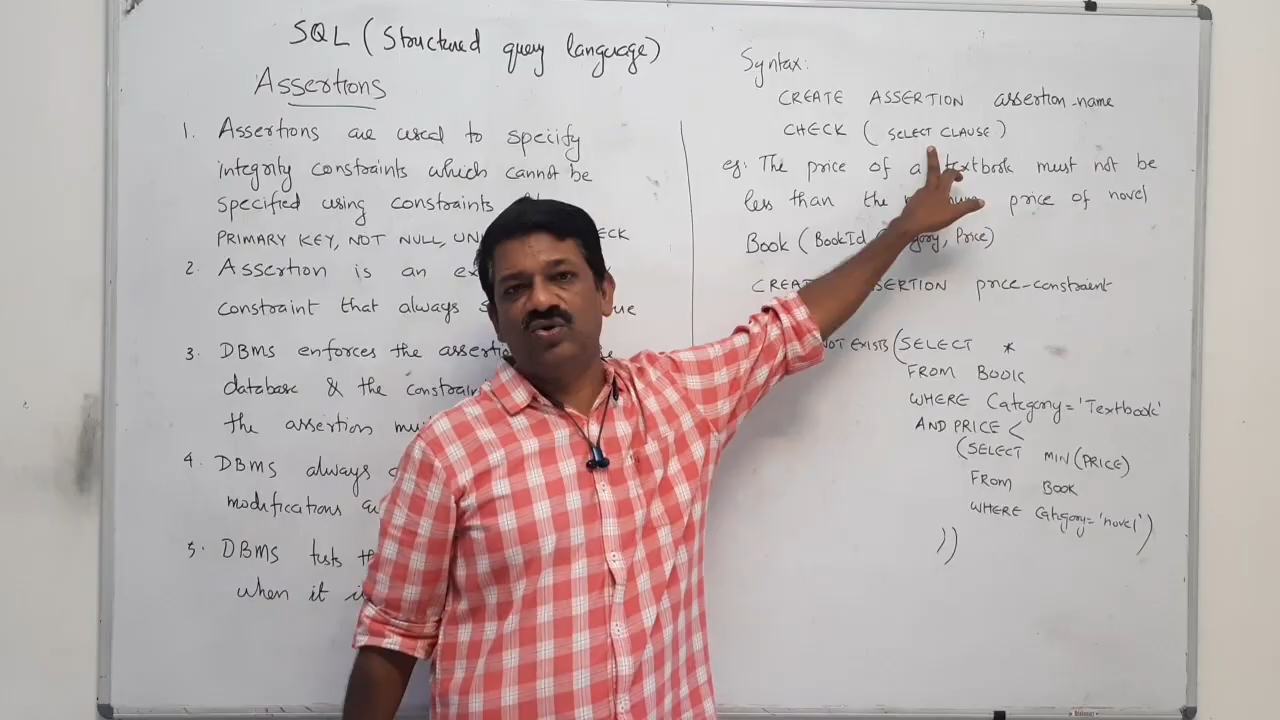 SQL (Structured query language)
Assertions
1. Assertions are used to specify
integrity constraints which cannot be
specified using constraints
PRIMARY KEY, NOT NULL,
2. Assertion is an
constraint that always
3. DBMS enforces the
database & the
the assertion
4. DBMS always
modifications
5. DBMS tests
when it
Syntax:
CREATE ASSERTION assertion-name
CHECK ( SELECT CLAUSE )
eg: The price of a textbook must not be
less than the price of novel
Book (BookId Price)
price-constraint
NOT EXISTS (SELECT *
FROM BOOK
WHERE Category='Textbook'
AND PRICE <
(SELECT MIN(PRICE)
FROM Book
WHERE Category='novel')
))